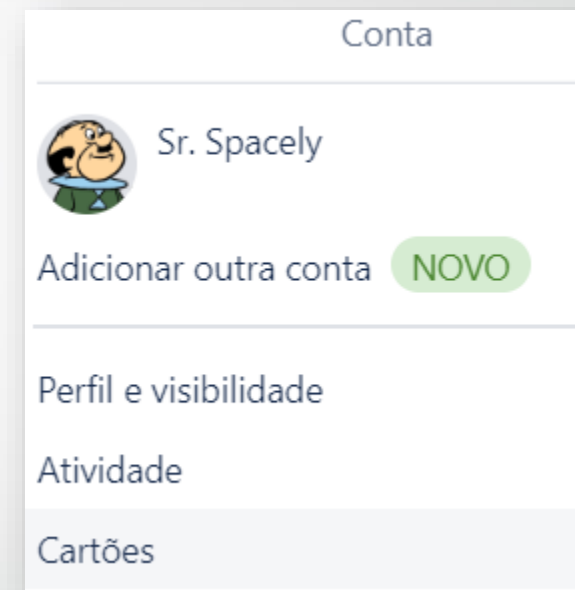 Conta
Sr. Spacely
Adicionar outra conta NOVO
Perfil e visibilidade
Atividade
Cartões